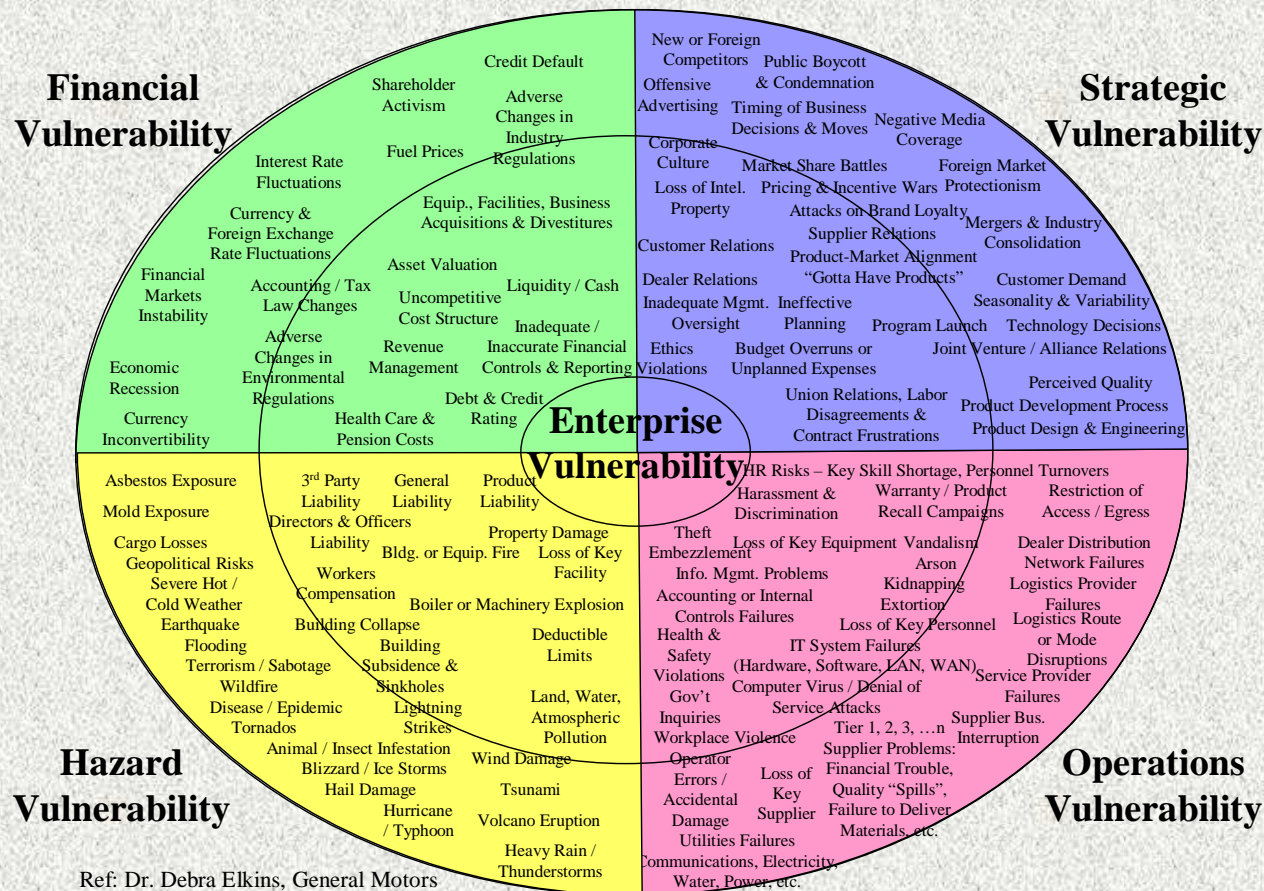 Financial
Vulnerability
Credit Default
Shareholder
Activism
Adverse
Changes in
Industry
Regulations
Fuel Prices
Interest Rate
Fluctuations
Equip., Facilities, Business
Acquisitions & Divestitures
Currency &
Foreign Exchange
Rate Fluctuations
Asset Valuation
Financial
Markets
Instability
Accounting / Tax
Law Changes
Liquidity / Cash
Uncompetitive
Cost Structure
Inadequate /
Inaccurate Financial
Controls & Reporting
Adverse
Changes in
Environmental
Regulations
Revenue
Management
Economic
Recession
Debt & Credit
Rating
Currency
Inconvertibility
Health Care &
Pension Costs
Strategic
Vulnerability
New or Foreign
Competitors
Public Boycott
& Condemnation
Offensive
Advertising
Timing of Business
Decisions & Moves
Negative Media
Coverage
Corporate
Culture
Market Share Battles
Foreign Market
Protectionism
Loss of Intel.
Property
Pricing & Incentive Wars
Attacks on Brand Loyalty
Mergers & Industry
Consolidation
Supplier Relations
Customer Relations
Product-Market Alignment
“Gotta Have Products”
Dealer Relations
Customer Demand
Seasonality & Variability
Inadequate Mgmt.
Oversight
Ineffective
Planning
Program Launch
Technology Decisions
Ethics
Violations
Budget Overruns or
Unplanned Expenses
Joint Venture / Alliance Relations
Perceived Quality
Union Relations, Labor
Disagreements &
Contract Frustrations
Product Development Process
Product Design & Engineering
Enterprise
Vulnerability
Asbestos Exposure
3rd Party
Liability
General
Liability
Product
Liability
Mold Exposure
Directors & Officers
Liability
Property Damage
Cargo Losses
Bldg. or Equip. Fire
Loss of Key
Facility
Geopolitical Risks
Severe Hot /
Cold Weather
Workers
Compensation
Boiler or Machinery Explosion
Earthquake
Building Collapse
Flooding
Building
Subsidence &
Sinkholes
Deductible
Limits
Terrorism / Sabotage
Wildfire
Disease / Epidemic
Lightning
Strikes
Land, Water,
Atmospheric
Pollution
Tornados
Animal / Insect Infestation
Wind Damage
Blizzard / Ice Storms
Hail Damage
Tsunami
Hurricane
/ Typhoon
Volcano Eruption
Heavy Rain /
Thunderstorms
Hazard
Vulnerability
HR Risks – Key Skill Shortage, Personnel Turnovers
Harassment &
Discrimination
Warranty / Product
Recall Campaigns
Restriction of
Access / Egress
Theft
Embezzlement
Loss of Key Equipment
Vandalism
Arson
Kidnapping
Extortion
Dealer Distribution
Network Failures
Info. Mgmt. Problems
Logistics Provider
Failures
Accounting or Internal
Controls Failures
Loss of Key Personnel
Logistics Route
or Mode
Disruptions
Health &
Safety
Violations
IT System Failures
(Hardware, Software, LAN, WAN)
Service Provider
Failures
Gov’t
Inquiries
Computer Virus / Denial of
Service Attacks
Supplier Bus.
Interruption
Workplace Violence
Tier 1, 2, 3, …n
Supplier Problems:
Financial Trouble,
Quality “Spills”,
Failure to Deliver
Materials, etc.
Operator
Errors /
Accidental
Damage
Loss of
Key
Supplier
Utilities Failures
Communications, Electricity,
Water, Power, etc.
Operations
Vulnerability
Ref: Dr. Debra Elkins, General Motors